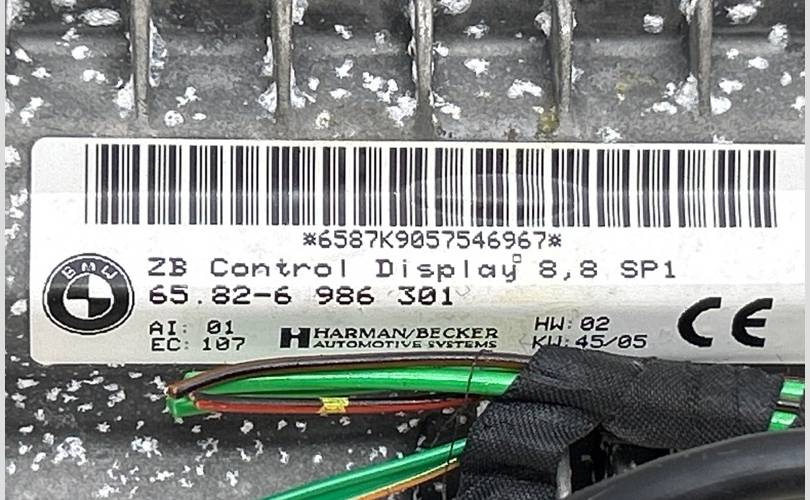 *6587K9057546967*
BMW
ZB Control Display 8,8 SP1
65.82-6 986 301
AI: 01
EC: 107
HARMAN/BECKER
AUTOMOTIVE SYSTEMS
HW: 02
KW: 45/05
CE